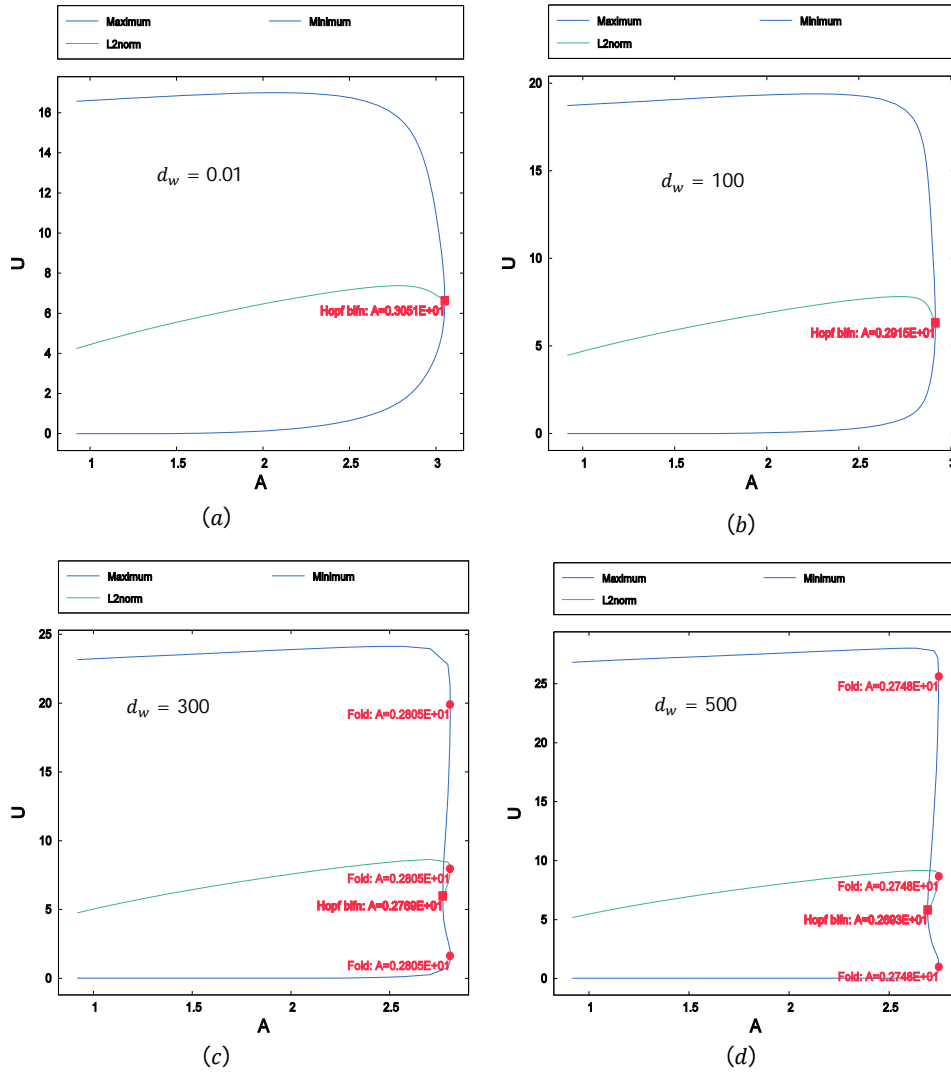 Maximum Minimum
L2norm
16
14
12
10
8
6
4
2
0
U
d_w = 0.01
Hopf bifn: A=0.3051E+01
1 1.5 2 2.5 3
A
(a)
Maximum Minimum
L2norm
20
15
10
5
0
U
d_w = 100
Hopf bifn: A=0.2915E+01
1 1.5 2 2.5 3
A
(b)
Maximum Minimum
L2norm
25
20
15
10
5
0
U
d_w = 300
Fold: A=0.2805E+01
Fold: A=0.2805E+01
Hopf bifn: A=0.2769E+01
Fold: A=0.2805E+01
1 1.5 2 2.5
A
(c)
Maximum Minimum
L2norm
25
20
15
10
5
0
U
d_w = 500
Fold: A=0.2748E+01
Fold: A=0.2748E+01
Hopf bifn: A=0.2693E+01
Fold: A=0.2748E+01
1 1.5 2 2.5
A
(d)